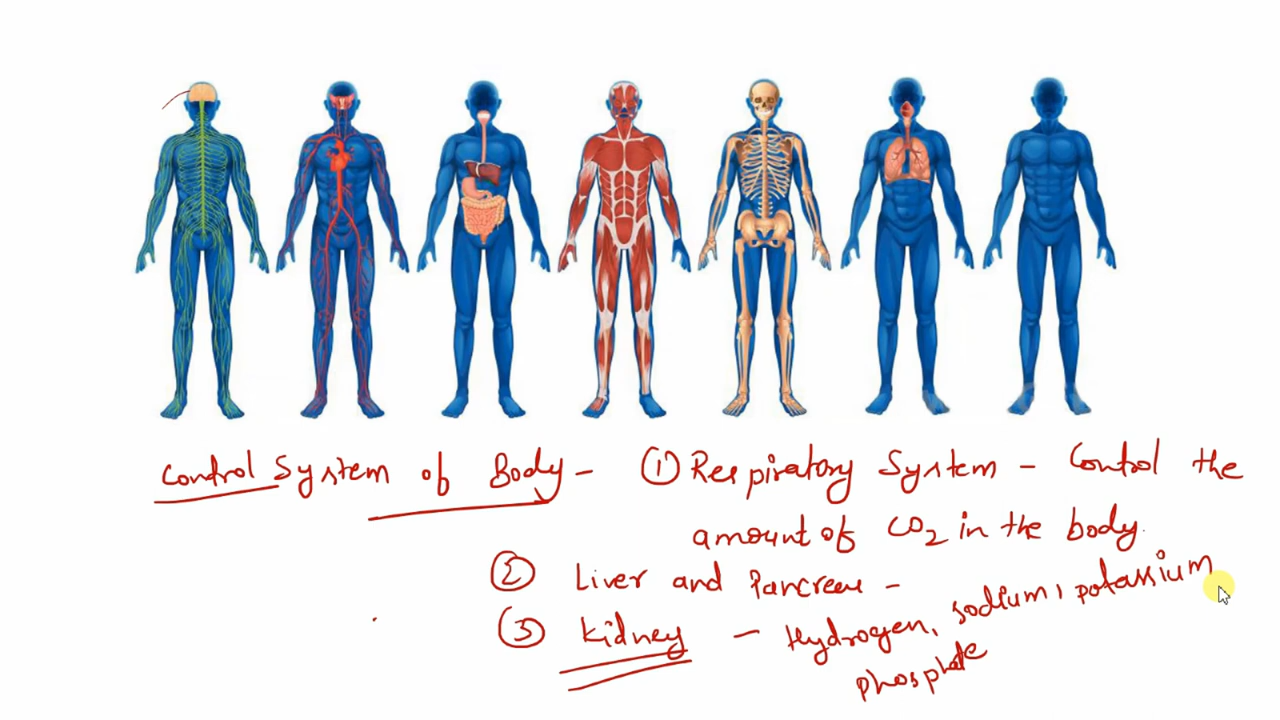 Control System of Body - ① Respiratory System - Control the
amount of CO2 in the body.
② Liver and Pancreas -
③ Kidney - Hydrogen, sodium, potassium
phosphate